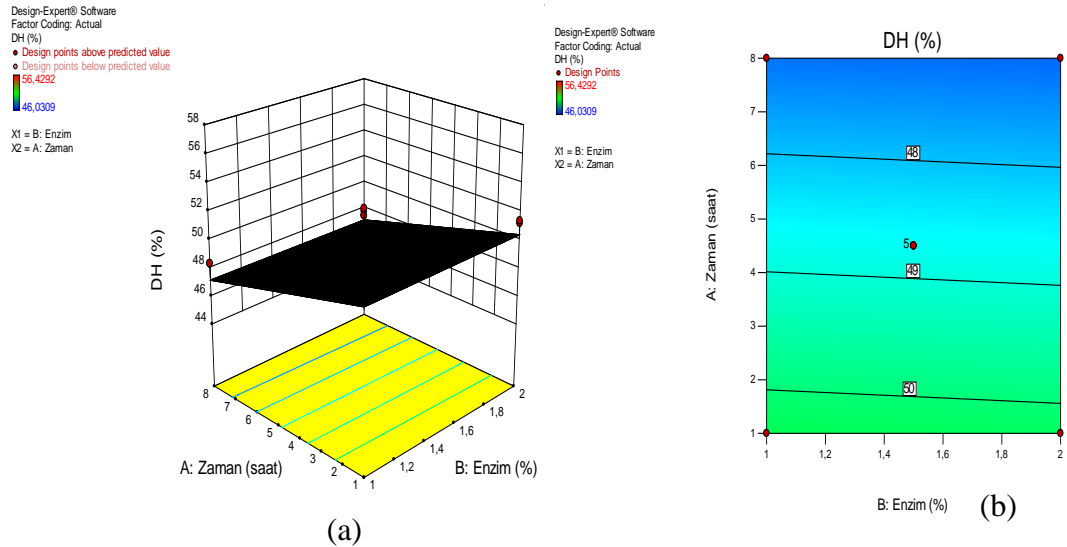 Design-Expert® Software
Factor Coding: Actual
DH (%)
Design points above predicted value
Design points below predicted value
56,4292
46,0309
X1 = B: Enzim
X2 = A: Zaman
58
56
54
52
50
48
46
44
DH (%)
8
7
6
5
4
3
2
1
A: Zaman (saat)
1
1,2
1,4
1,6
1,8
2
B: Enzim (%)
(a)
Design-Expert® Software
Factor Coding: Actual
DH (%)
Design Points
56,4292
46,0309
X1 = B: Enzim
X2 = A: Zaman
DH (%)
8
7
6
5
4
3
2
1
A: Zaman (saat)
48
5
49
50
1
1,2
1,4
1,6
1,8
2
B: Enzim (%)
(b)